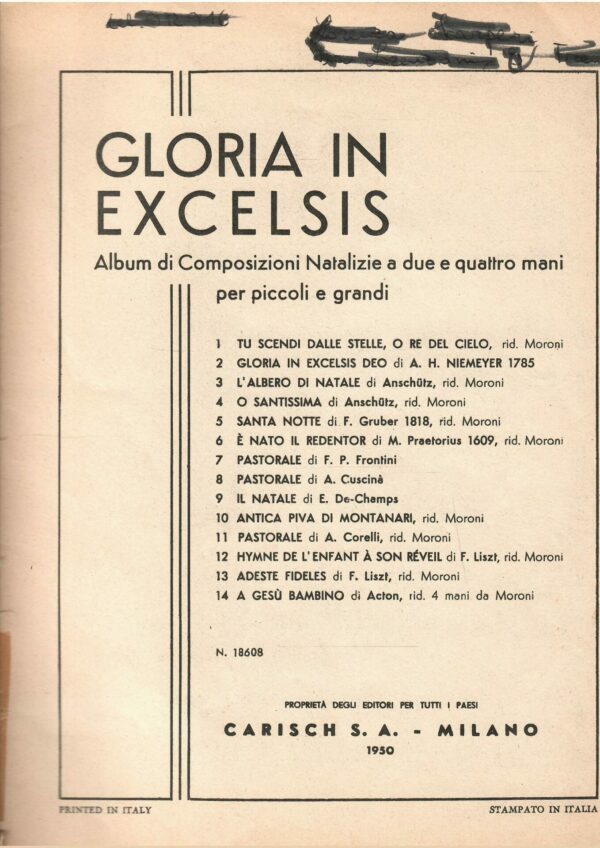 GLORIA IN
EXCELSIS
Album di Composizioni Natalizie a due e quattro mani
per piccoli e grandi
1 TU SCENDI DALLE STELLE, O RE DEL CIELO, rid. Moroni
2 GLORIA IN EXCELSIS DEO di A. H. NIEMEYER 1785
3 L'ALBERO DI NATALE di Anschütz, rid. Moroni
4 O SANTISSIMA di Anschütz, rid. Moroni
5 SANTA NOTTE di F. Gruber 1818, rid. Moroni
6 È NATO IL REDENTOR di M. Praetorius 1609, rid. Moroni
7 PASTORALE di F. P. Frontini
8 PASTORALE di A. Cuscinà
9 IL NATALE di E. De-Champs
10 ANTICA PIVA DI MONTANARI, rid. Moroni
11 PASTORALE di A. Corelli, rid. Moroni
12 HYMNE DE L'ENFANT À SON RÉVEIL di F. Liszt, rid. Moroni
13 ADESTE FIDELES di F. Liszt, rid. Moroni
14 A GESÙ BAMBINO di Acton, rid. 4 mani da Moroni
N. 18608
PROPRIETÀ DEGLI EDITORI PER TUTTI I PAESI
CARISCH S. A. - MILANO
1950
PRINTED IN ITALY
STAMPATO IN ITALIA